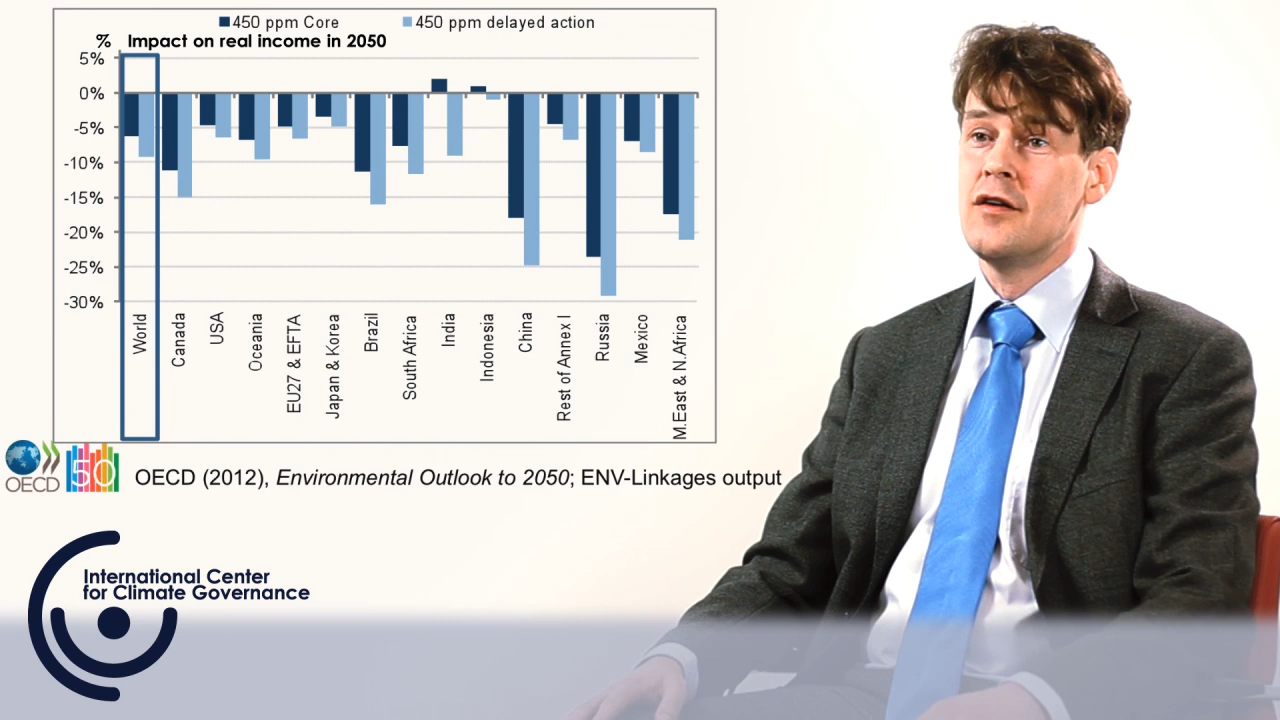 450 ppm Core 450 ppm delayed action
% Impact on real income in 2050
5%
0%
-5%
-10%
-15%
-20%
-25%
-30%
World
Canada
USA
Oceania
EU27 & EFTA
Japan & Korea
Brazil
South Africa
India
Indonesia
China
Rest of Annex I
Russia
Mexico
M.East & N.Africa
OECD
50
OECD (2012), Environmental Outlook to 2050; ENV-Linkages output
International Center
for Climate Governance